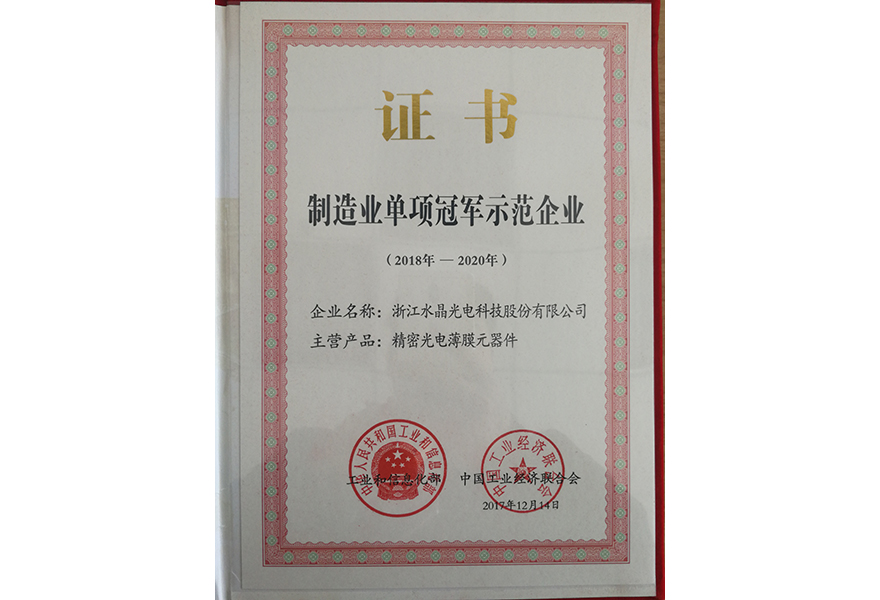 证书
制造业单项冠军示范企业
（2018年 — 2020年）
企业名称：浙江水晶光电科技股份有限公司
主营产品：精密光电薄膜元器件
中华人民共和国工业和信息化部
中国工业经济联合会
工业和信息化部 中国工业经济联合会
2017年12月14日